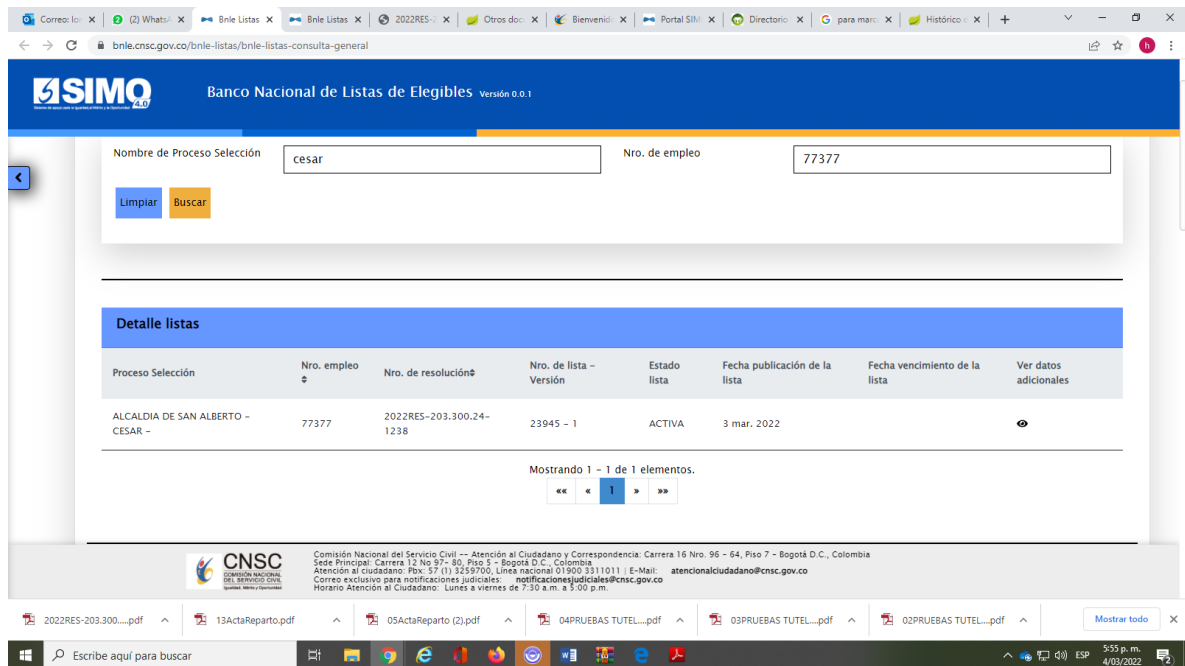 Correo: lor
(2) WhatsA
Bnle Listas
Bnle Listas
2022RES-2
Otros doc
Bienvenido
Portal SIM
Directorio
para marc
Histórico
bnle.cnsc.gov.co/bnle-listas/bnle-listas-consulta-general
h
SIMO
4.0
Banco Nacional de Listas de Elegibles Versión 0.0.1
Nombre de Proceso Selección
cesar
Nro. de empleo
77377
Limpiar
Buscar
Detalle listas
Proceso Selección
Nro. empleo
Nro. de resolución
Nro. de lista –
Versión
Estado
lista
Fecha publicación de la
lista
Fecha vencimiento de la
lista
Ver datos
adicionales
ALCALDIA DE SAN ALBERTO –
CESAR –
77377
2022RES-203.300.24-
1238
23945 – 1
ACTIVA
3 mar. 2022
Mostrando 1 – 1 de 1 elementos.
«« « 1 » »»
CNSC
COMISIÓN NACIONAL
DEL SERVICIO CIVIL
Igualdad, Mérito y Oportunidad
Comisión Nacional del Servicio Civil -- Atención al Ciudadano y Correspondencia: Carrera 16 Nro. 96 – 64, Piso 7 – Bogotá D.C., Colombia
Sede Principal: Carrera 12 No 97- 80, Piso 5 – Bogotá D.C., Colombia
Atención al ciudadano: Pbx: 57 (1) 3259700, Línea nacional 01900 3311011 | E-Mail: atencionalciudadano@cnsc.gov.co
Correo exclusivo para notificaciones judiciales: notificacionesjudiciales@cnsc.gov.co
Horario Atención al Ciudadano: Lunes a viernes de 7:30 a.m. a 5:00 p.m.
2022RES-203.300.....pdf
13ActaReparto.pdf
05ActaReparto (2).pdf
04PRUEBAS TUTEL....pdf
03PRUEBAS TUTEL....pdf
02PRUEBAS TUTEL....pdf
Mostrar todo
Escribe aquí para buscar
ESP
5:55 p. m.
4/03/2022